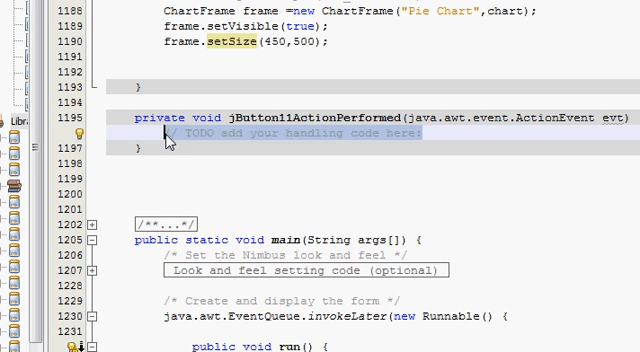 1188 ChartFrame frame =new ChartFrame("Pie Chart",chart);
1189 frame.setVisible(true);
1190 frame.setSize(450,500);
1191
1192
1193 }
1194
1195 private void jButton11ActionPerformed(java.awt.event.ActionEvent evt)
// TODO add your handling code here:
1197 }
1198
1199
1200
1201
1202 /**...*/
1205 public static void main(String args[]) {
1206 /* Set the Nimbus look and feel */
1207 Look and feel setting code (optional)
1228
1229 /* Create and display the form */
1230 java.awt.EventQueue.invokeLater(new Runnable() {
1231
public void run() {
Libr